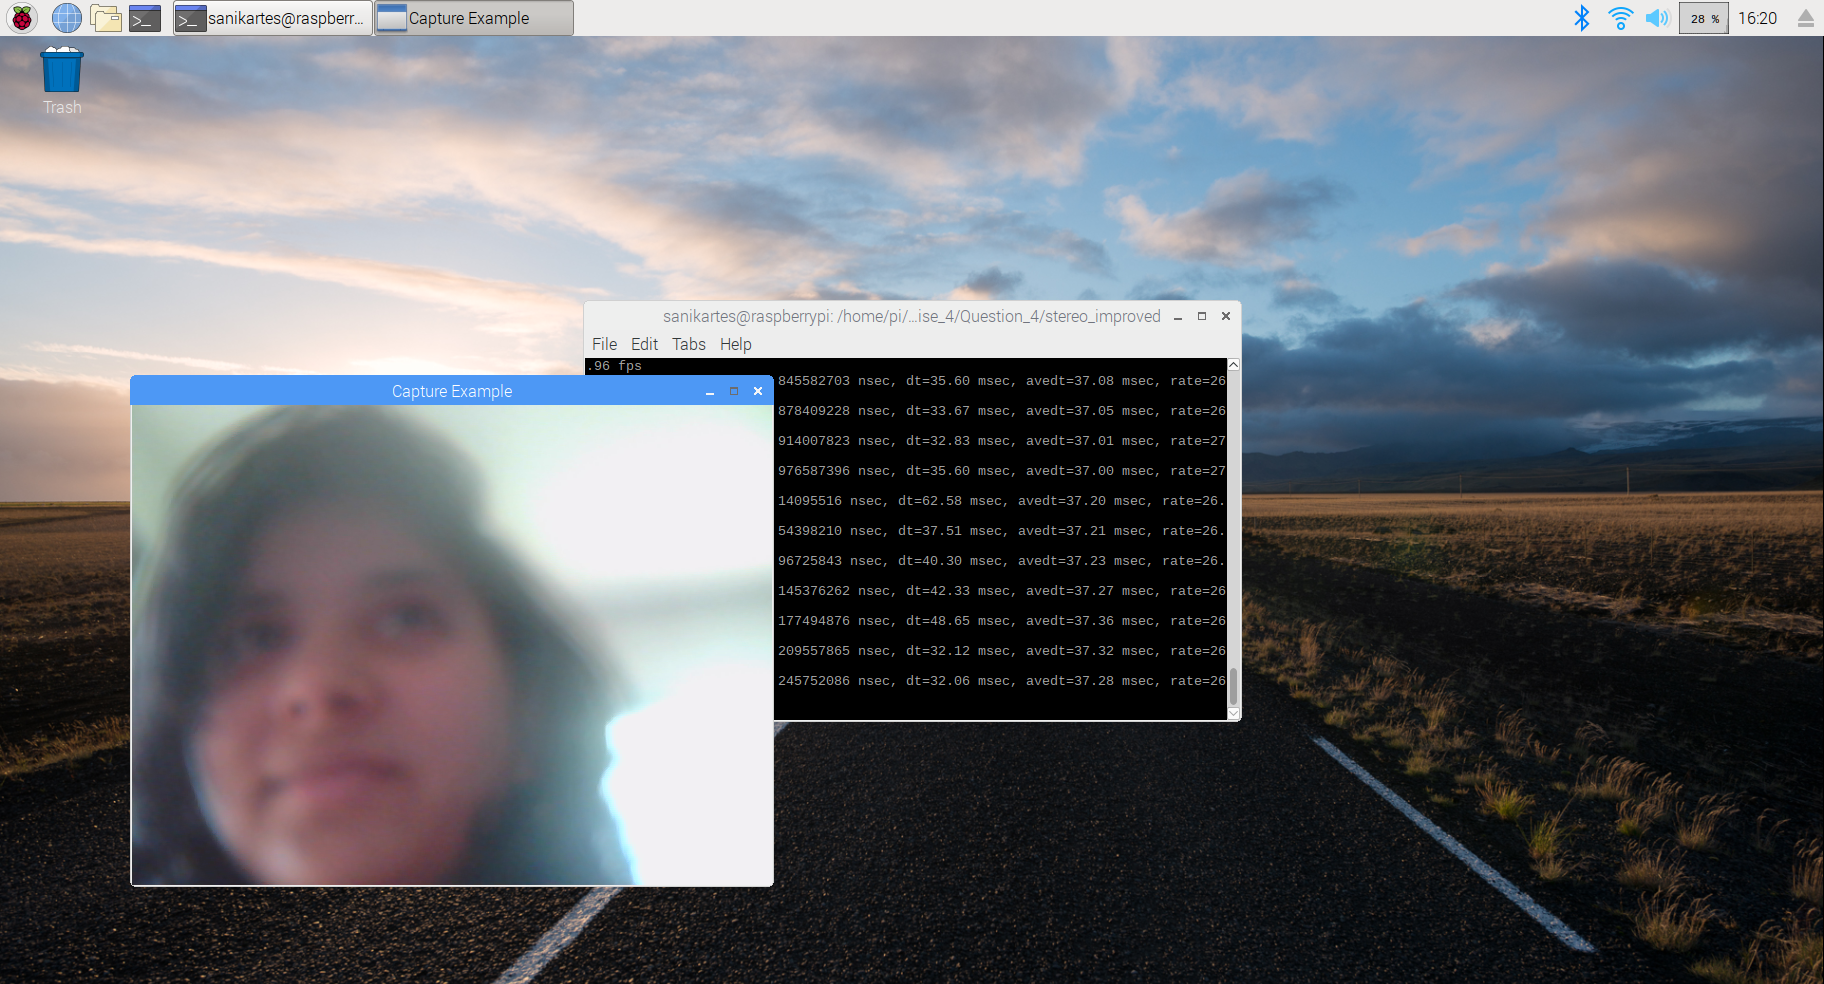 sanikartes@raspberr...
Capture Example
28 %
16:20
Trash
sanikartes@raspberrypi: /home/pi/...ise_4/Question_4/stereo_improved
File Edit Tabs Help
.96 fps
845582703 nsec, dt=35.60 msec, avedt=37.08 msec, rate=26
878409228 nsec, dt=33.67 msec, avedt=37.05 msec, rate=26
914007823 nsec, dt=32.83 msec, avedt=37.01 msec, rate=27
976587396 nsec, dt=35.60 msec, avedt=37.00 msec, rate=27
14095516 nsec, dt=62.58 msec, avedt=37.20 msec, rate=26.
54398210 nsec, dt=37.51 msec, avedt=37.21 msec, rate=26.
96725843 nsec, dt=40.30 msec, avedt=37.23 msec, rate=26.
145376262 nsec, dt=42.33 msec, avedt=37.27 msec, rate=26
177494876 nsec, dt=48.65 msec, avedt=37.36 msec, rate=26
209557865 nsec, dt=32.12 msec, avedt=37.32 msec, rate=26
245752086 nsec, dt=32.06 msec, avedt=37.28 msec, rate=26
Capture Example